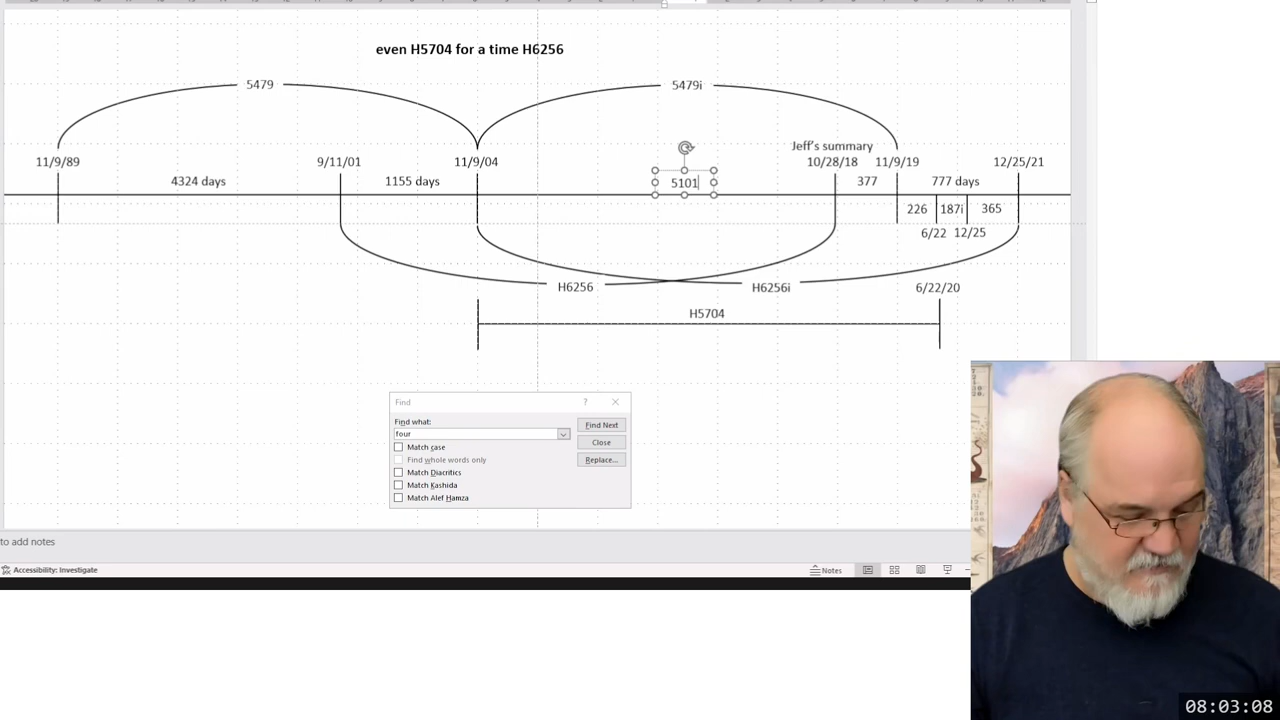 even H5704 for a time H6256
5479
5479i
Jeff's summary
11/9/89
9/11/01
11/9/04
10/28/18
11/9/19
12/25/21
4324 days
1155 days
5101
377
777 days
226
187i
365
6/22
12/25
H6256
H6256i
6/22/20
H5704
Find
?
Find what:
four
Find Next
Match case
Close
Find whole words only
Replace...
Match Diacritics
Match Kashida
Match Alef Hamza
to add notes
Accessibility: Investigate
Notes
08:03:08